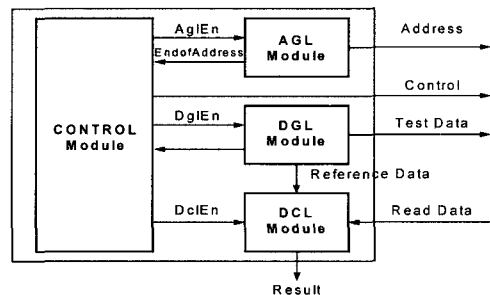 AglEn
EndofAddress
AGL
Module
Address
Control
CONTROL
Module
DglEn
DGL
Module
Test Data
Reference Data
DclEn
DCL
Module
Read Data
Result